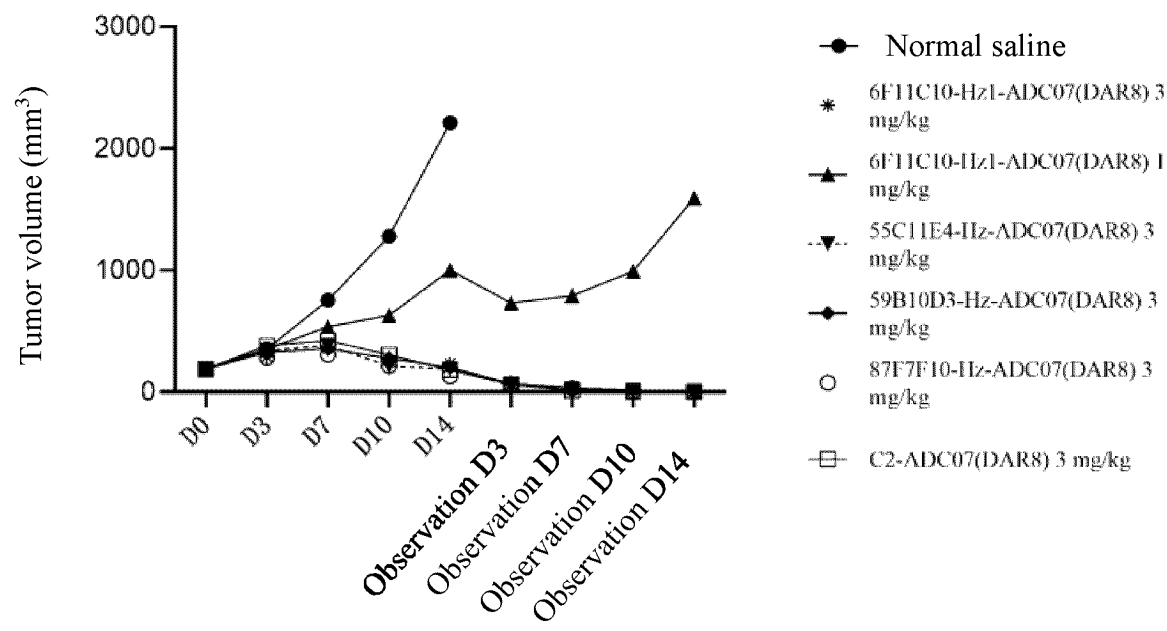 Tumor volume (mm³)
3000
2000
1000
0
D0
D3
D7
D10
D14
Observation D3
Observation D7
Observation D10
Observation D14
Normal saline
6F11C10-Hz1-ADC07(DAR8) 3
mg/kg
6F11C10-Hz1-ADC07(DAR8) 1
mg/kg
55C11E4-Hz-ADC07(DAR8) 3
mg/kg
59B10D3-Hz-ADC07(DAR8) 3
mg/kg
87F7F10-Hz-ADC07(DAR8) 3
mg/kg
C2-ADC07(DAR8) 3 mg/kg